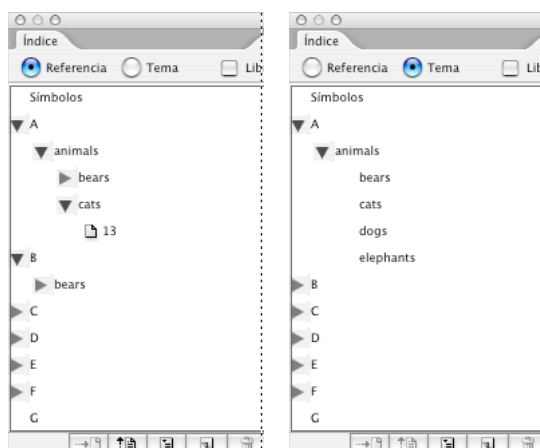 Índice
Referencia Tema Lib
Símbolos
A
animals
bears
cats
13
B
bears
C
D
E
F
G
Índice
Referencia Tema Lib
Símbolos
A
animals
bears
cats
dogs
elephants
B
C
D
E
F
G